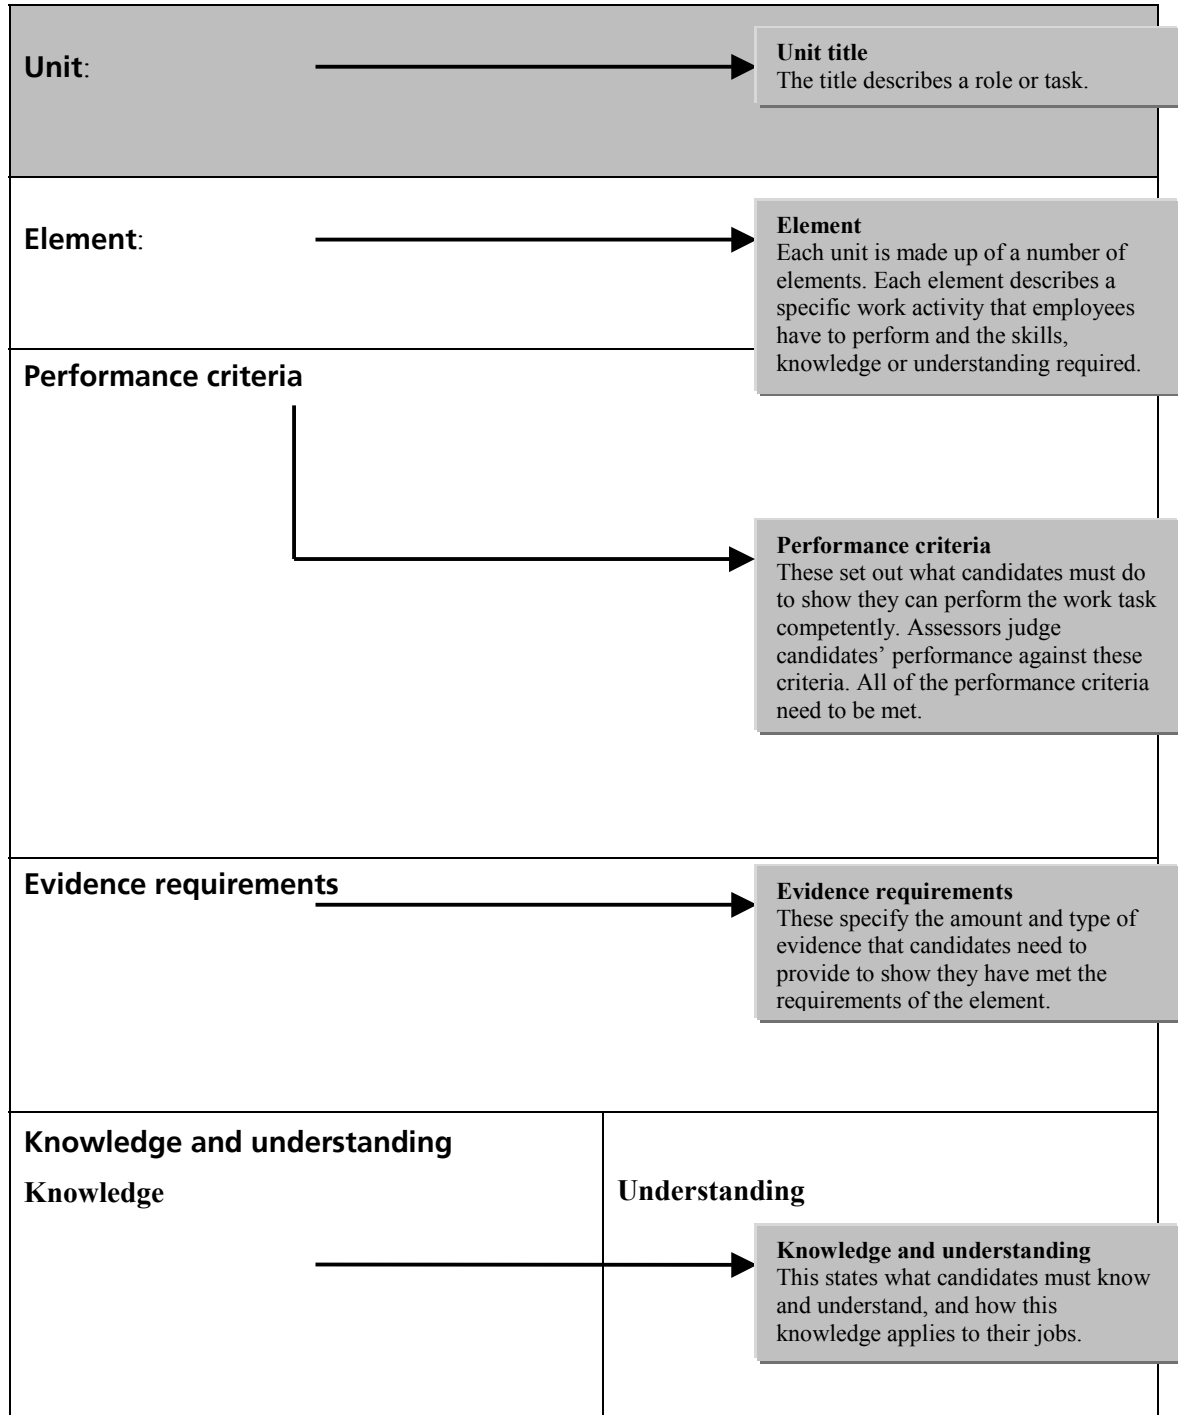 Unit:
Unit title
The title describes a role or task.
Element:
Element
Each unit is made up of a number of
elements. Each element describes a
specific work activity that employees
have to perform and the skills,
knowledge or understanding required.
Performance criteria
Performance criteria
These set out what candidates must do
to show they can perform the work task
competently. Assessors judge
candidates’ performance against these
criteria. All of the performance criteria
need to be met.
Evidence requirements
Evidence requirements
These specify the amount and type of
evidence that candidates need to
provide to show they have met the
requirements of the element.
Knowledge and understanding
Knowledge
Understanding
Knowledge and understanding
This states what candidates must know
and understand, and how this
knowledge applies to their jobs.